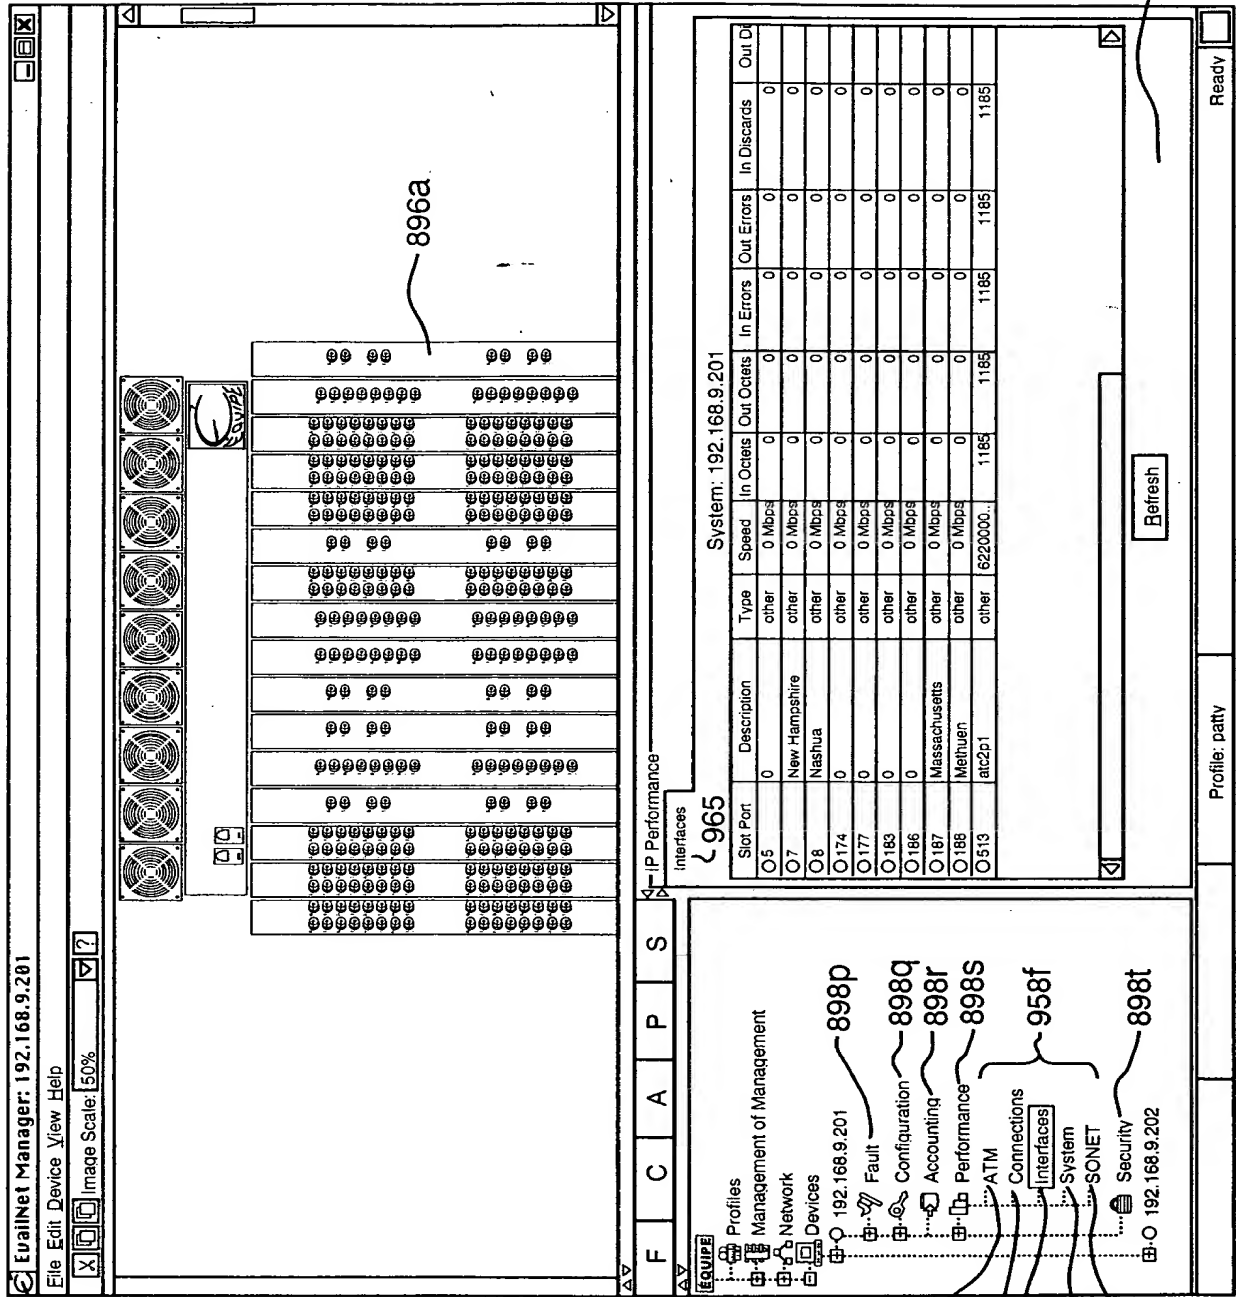 EvailNet Manager: 192.168.9.201
File Edit Device View Help
X Image Scale: 50% ?
EQUIPE
896a
F C A P S
EQUIPE
Profiles
Management of Management
Network
Devices
192.168.9.201
Fault
898p
Configuration
898q
Accounting
898r
Performance
898s
ATM
Connections
Interfaces
System
SONET
958f
Security
898t
192.168.9.202
IP Performance
Interfaces
965
System: 192.168.9.201
Slot Port Description Type Speed In Octets Out Octets In Errors Out Errors In Discards Out Di
5 0 other 0 Mbps 0 0 0 0 0
7 New Hampshire other 0 Mbps 0 0 0 0 0
8 Nashua other 0 Mbps 0 0 0 0 0
174 0 other 0 Mbps 0 0 0 0 0
177 0 other 0 Mbps 0 0 0 0 0
183 0 other 0 Mbps 0 0 0 0 0
186 0 other 0 Mbps 0 0 0 0 0
187 Massachusetts other 0 Mbps 0 0 0 0 0
188 Methuen other 0 Mbps 0 0 0 0 0
513 atc2p1 other 6220000.. 1185 1185 1185 1185 1185
Refresh
Profile: patty
Ready